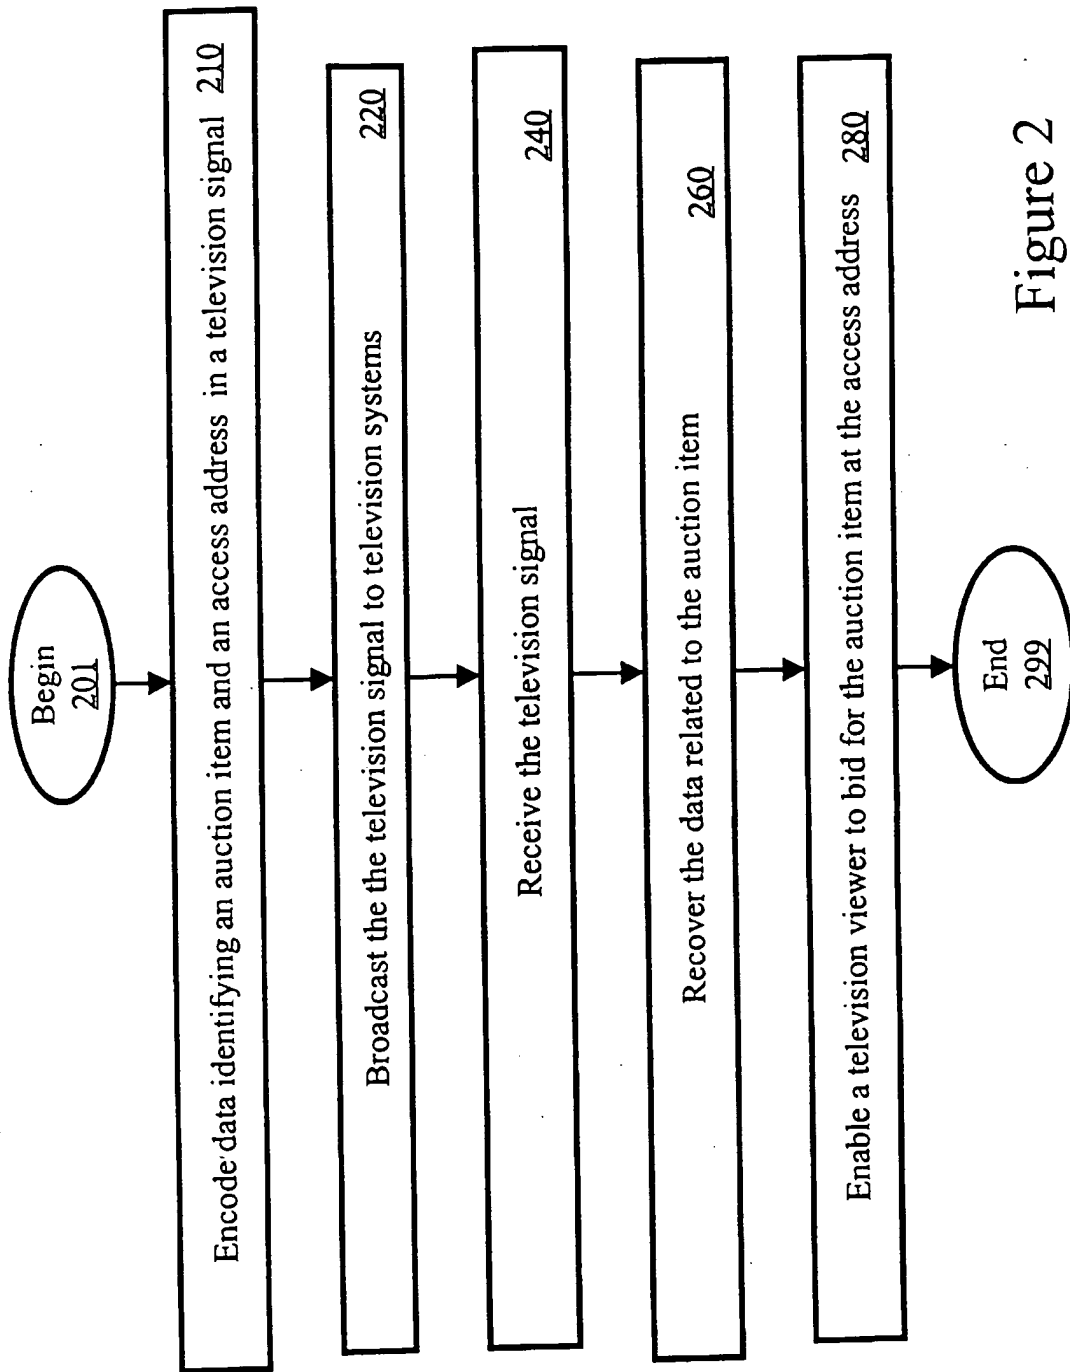 Begin
201
Encode data identifying an auction item and an access address in a television signal 210
Broadcast the the television signal to television systems 220
Receive the television signal 240
Recover the data related to the auction item 260
Enable a television viewer to bid for the auction item at the access address 280
End
299
Figure 2